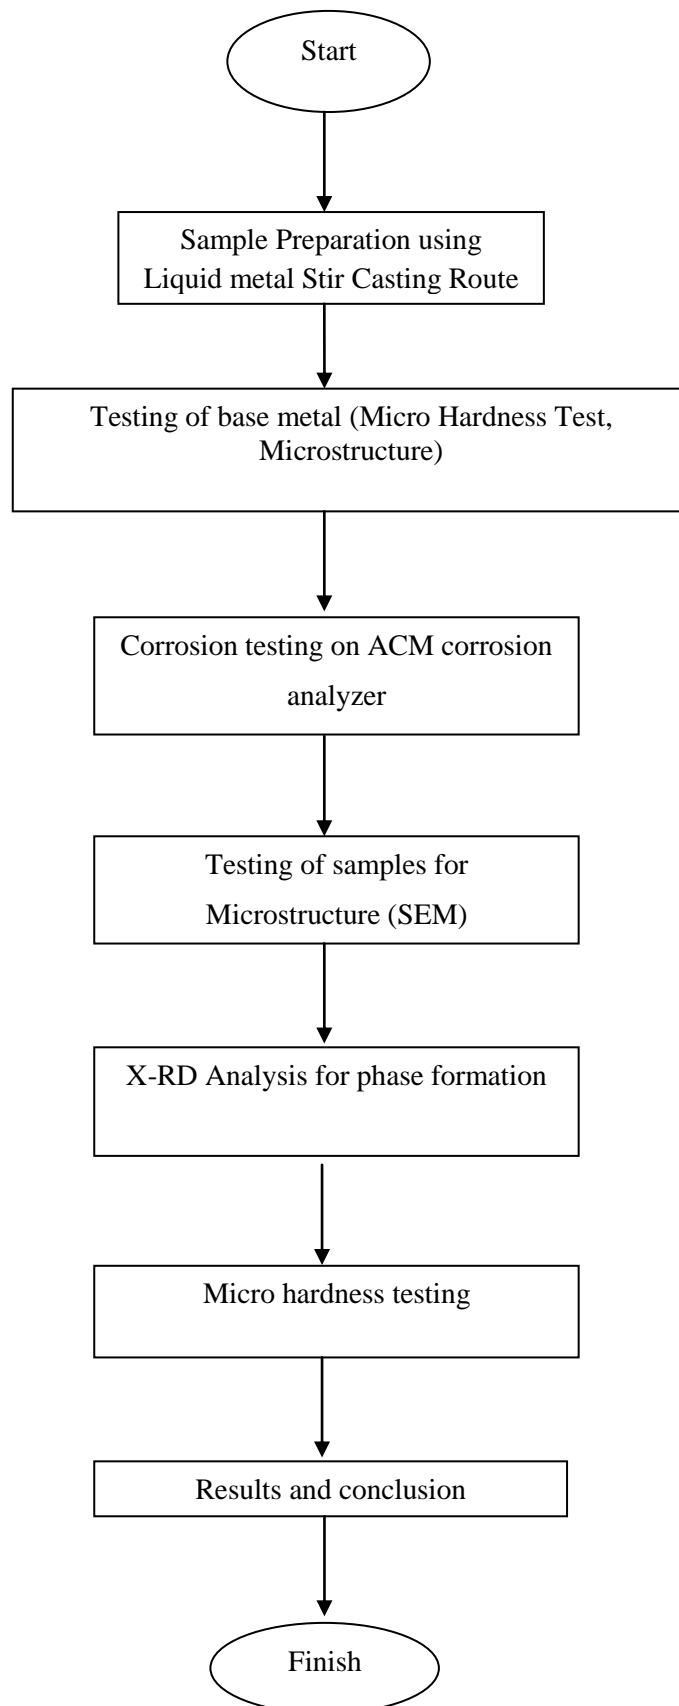 Start
Sample Preparation using
Liquid metal Stir Casting Route
Testing of base metal (Micro Hardness Test,
Microstructure)
Corrosion testing on ACM corrosion
analyzer
Testing of samples for
Microstructure (SEM)
X-RD Analysis for phase formation
Micro hardness testing
Results and conclusion
Finish